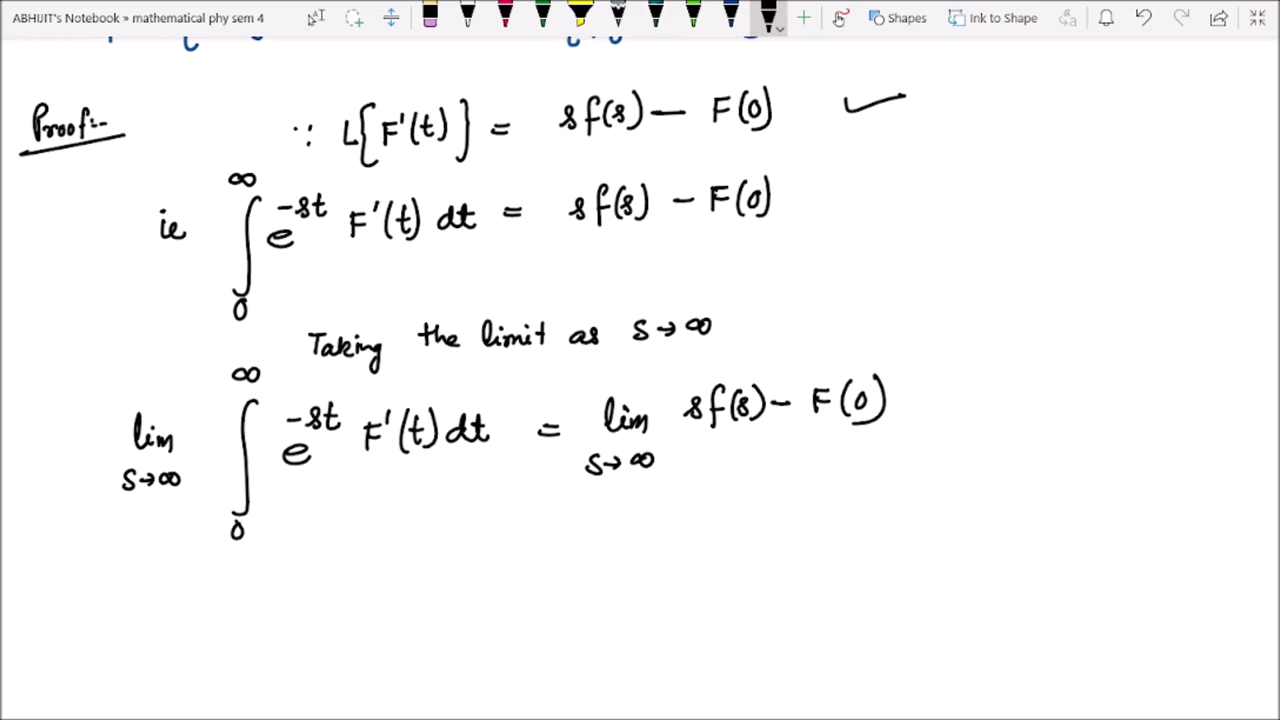 ABHIJIT's Notebook » mathematical phy sem 4
Shapes
Ink to Shape
Proof:-
∵ L{F'(t)} = sf(s) - F(0) ✓
ie ∫₀^∞ e^{-st} F'(t) dt = sf(s) - F(0)
Taking the limit as s→∞
lim_{s→∞} ∫₀^∞ e^{-st} F'(t) dt = lim_{s→∞} sf(s) - F(0)